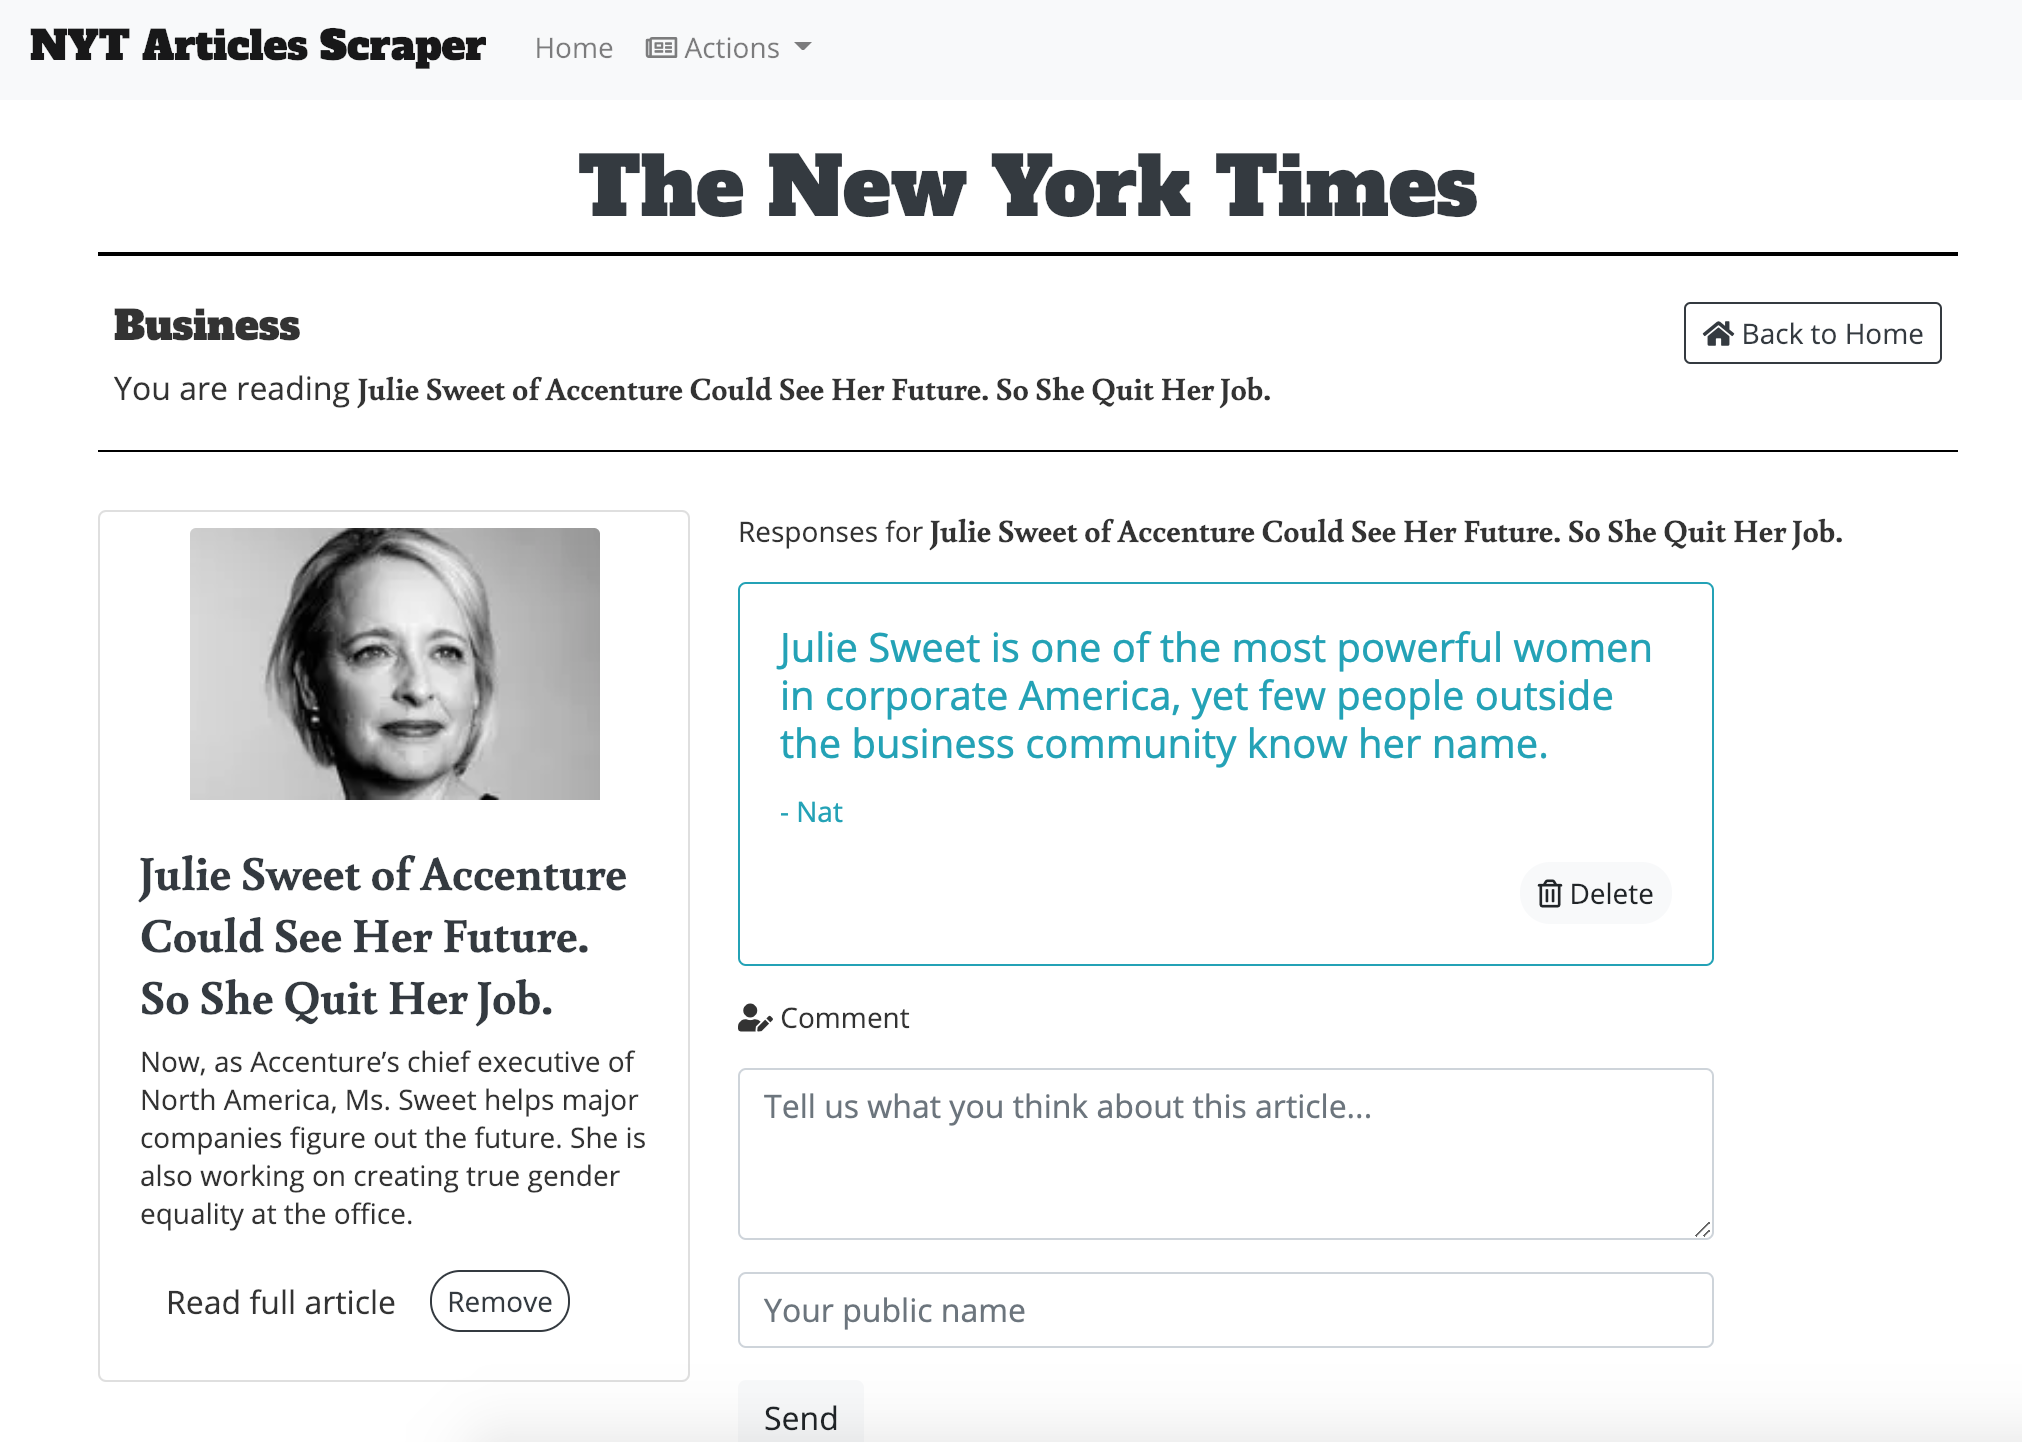 NYT Articles Scraper Home Actions
The New York Times
Business
Back to Home
You are reading Julie Sweet of Accenture Could See Her Future. So She Quit Her Job.
Julie Sweet of Accenture
Could See Her Future.
So She Quit Her Job.
Now, as Accenture’s chief executive of
North America, Ms. Sweet helps major
companies figure out the future. She is
also working on creating true gender
equality at the office.
Read full article Remove
Responses for Julie Sweet of Accenture Could See Her Future. So She Quit Her Job.
Julie Sweet is one of the most powerful women
in corporate America, yet few people outside
the business community know her name.
- Nat
Delete
Comment
Tell us what you think about this article...
Your public name
Send